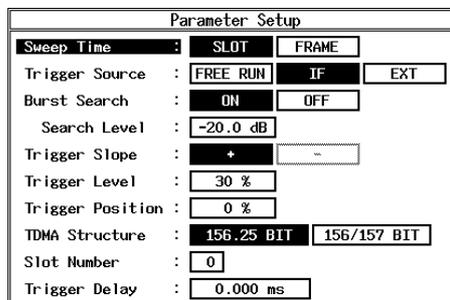 Parameter Setup
Sweep Time : SLOT FRAME
Trigger Source : FREE RUN IF EXT
Burst Search : ON OFF
Search Level : -20.0 dB
Trigger Slope : + -
Trigger Level : 30 %
Trigger Position : 0 %
TDMA Structure : 156.25 BIT 156/157 BIT
Slot Number : 0
Trigger Delay : 0.000 ms